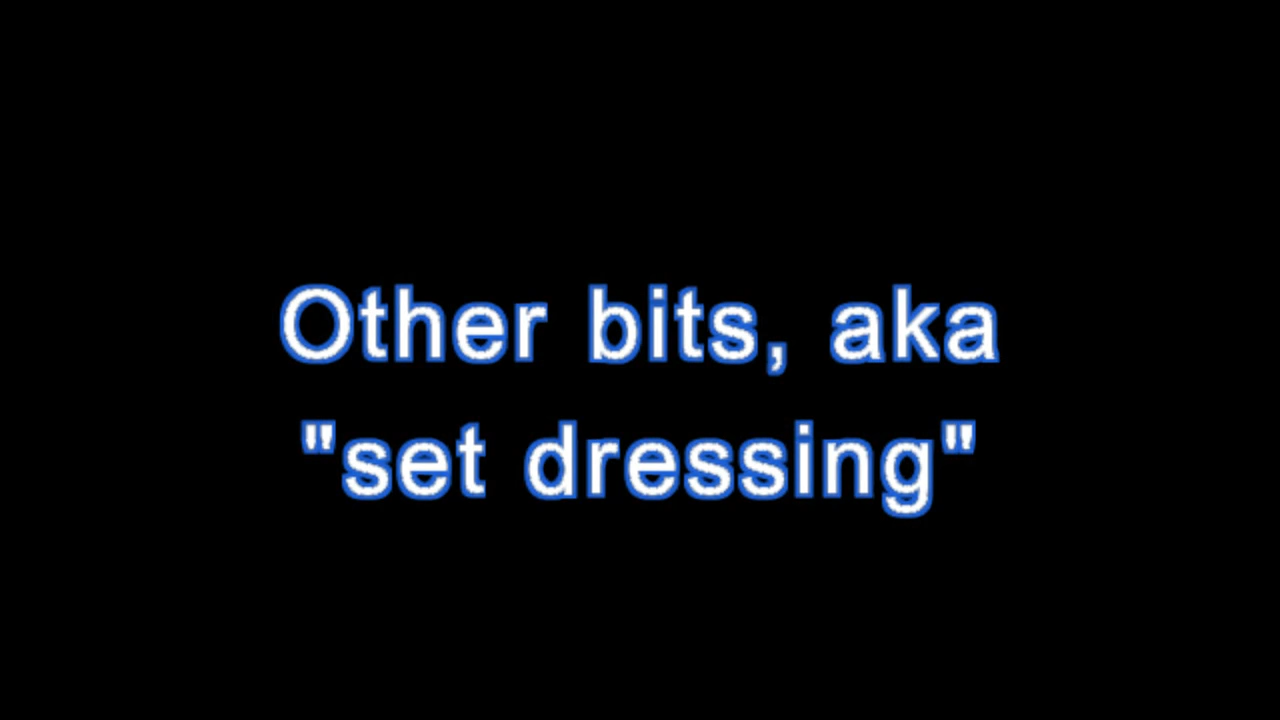 Other bits, aka
"set dressing"